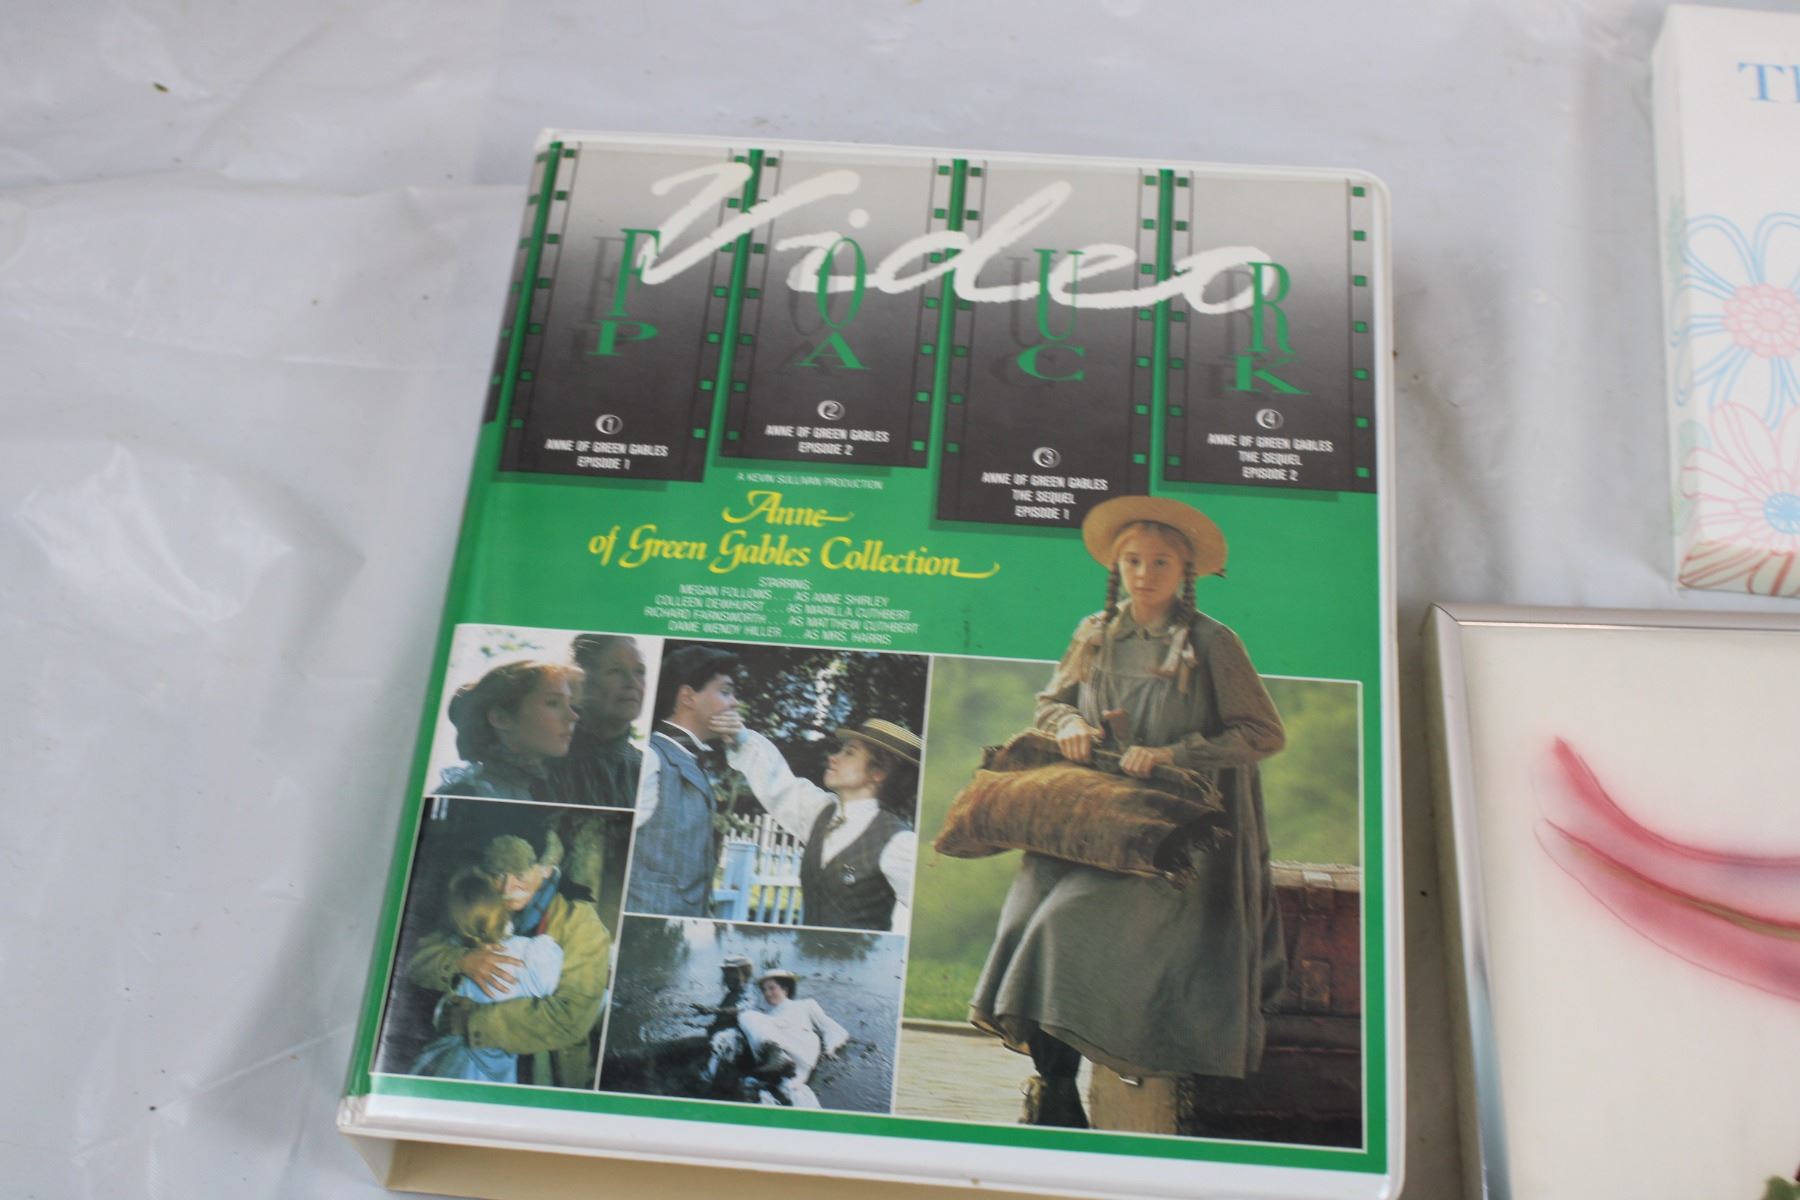 Video
FOUR
PACK
1
ANNE OF GREEN GABLES
EPISODE 1
2
ANNE OF GREEN GABLES
EPISODE 2
3
ANNE OF GREEN GABLES
THE SEQUEL
EPISODE 1
4
ANNE OF GREEN GABLES
THE SEQUEL
EPISODE 2
A KEVIN SULLIVAN PRODUCTION
Anne
of Green Gables Collection
STARRING
MEGAN FOLLOWS . . . AS ANNE SHIRLEY
COLLEEN DEWHURST . . . AS MARILLA CUTHBERT
RICHARD FARNSWORTH . . . AS MATTHEW CUTHBERT
DAME WENDY HILLER . . . AS MRS. HARRIS